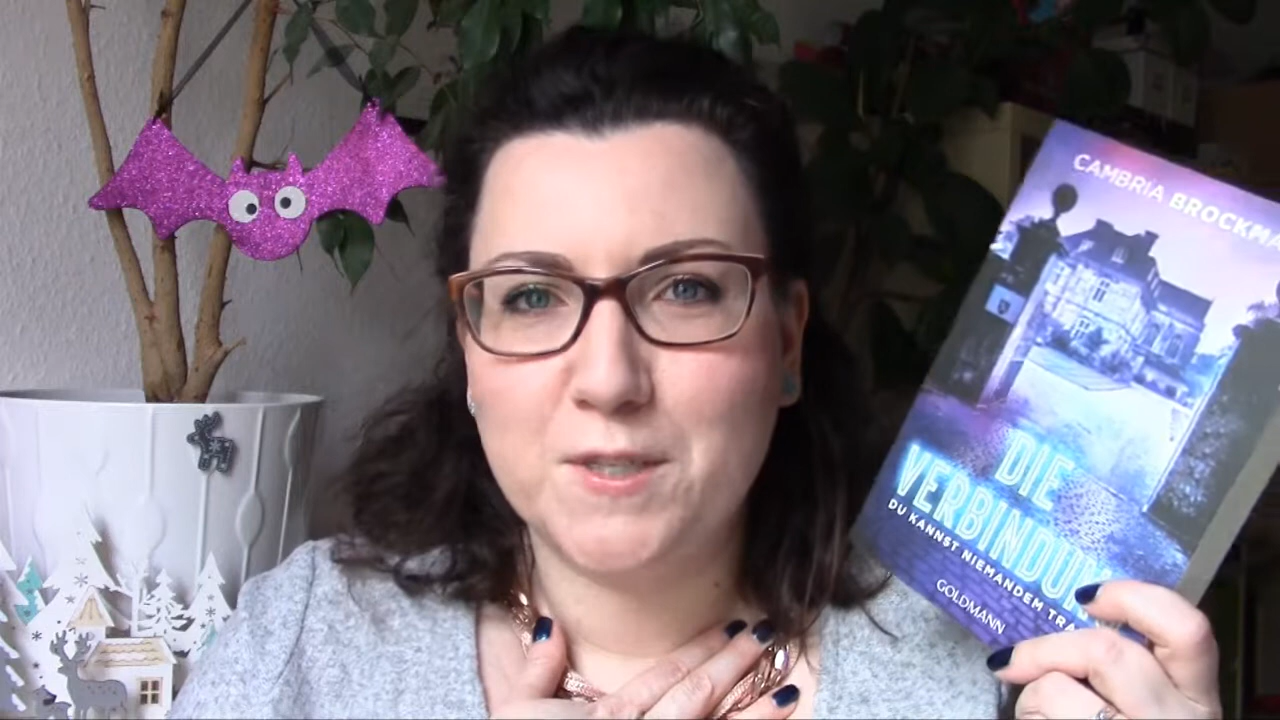 CAMBRIA BROCKMA
DIE
VERBINDUN
DU KANNST NIEMANDEM TRA
GOLDMANN